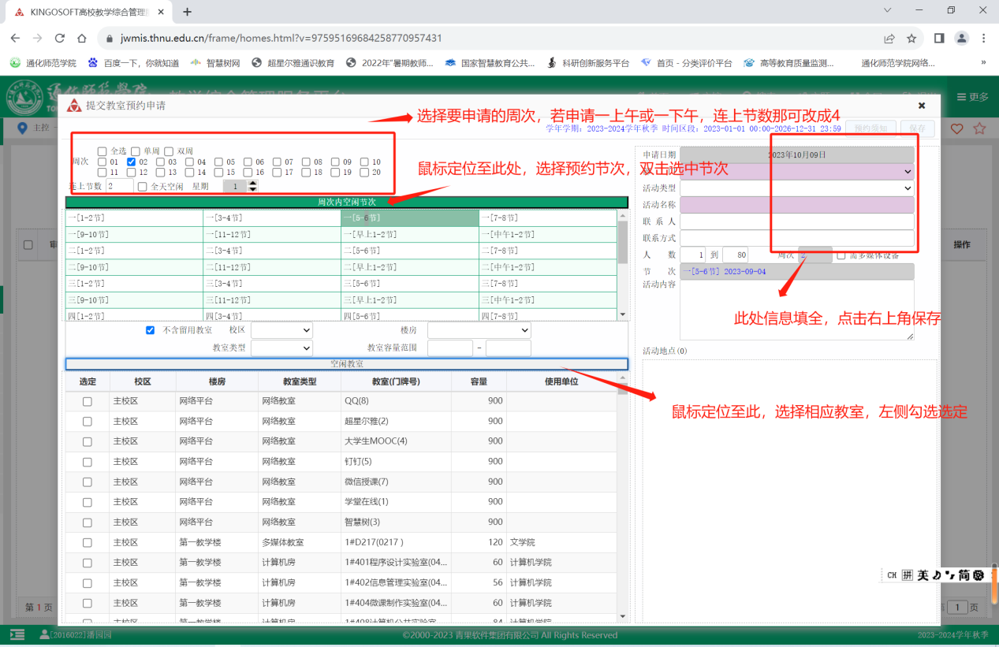 KINGOSOFT高校教学综合管理
jwmis.thnu.edu.cn/frame/homes.html?v=97595169684258770957431
通化师范学院 百度一下，你就知道 智慧树网 超星尔雅通识教育 2022年"暑期教师... 国家智慧教育公共... 科研创新服务平台 首页 - 分类评价平台 高等教育质量监测... 通化师范学院网络... »
通化师范学院
更多
提交教室预约申请
选择要申请的周次，若申请一上午或一下午，连上节数那可改成4
学年学期：2023-2024学年秋季 时间区段：2023-01-01 00:00-2026-12-31 23:59 预约须知 保存
主控
全选 单周 双周
周次 01 02 03 04 05 06 07 08 09 10
11 12 13 14 15 16 17 18 19 20
连上节数 2 全天空闲 星期 1
申请日期 2023年10月09日
鼠标定位至此处，选择预约节次，双击选中节次
活动类型
活动名称
联 系 人
联系方式
人 数 1 到 80 周次 2 需多媒体设备
节 次 一[5-6节] 2023-09-04
活动内容
此处信息填全，点击右上角保存
活动地点(0)
周次内空闲节次
一[1-2节] 一[3-4节] 一[5-6节] 一[7-8节]
一[9-10节] 一[11-12节] 一[早上1-2节] 一[中午1-2节]
二[1-2节] 二[3-4节] 二[5-6节] 二[7-8节]
二[9-10节] 二[11-12节] 二[早上1-2节] 二[中午1-2节]
三[1-2节] 三[3-4节] 三[5-6节] 三[7-8节]
三[9-10节] 三[11-12节] 三[早上1-2节] 三[中午1-2节]
四[1-2节] 四[3-4节] 四[5-6节] 四[7-8节]
不含留用教室 校区 楼房
教室类型 教室容量范围 -
空闲教室
鼠标定位至此，选择相应教室，左侧勾选选定
选定 校区 楼房 教室类型 教室(门牌号) 容量 使用单位
主校区 网络平台 网络教室 QQ(8) 900
主校区 网络平台 网络教室 超星尔雅(2) 900
主校区 网络平台 网络教室 大学生MOOC(4) 900
主校区 网络平台 网络教室 钉钉(5) 900
主校区 网络平台 网络教室 微信授课(7) 900
主校区 网络平台 网络教室 学堂在线(1) 900
主校区 网络平台 网络教室 智慧树(3) 900
主校区 第一教学楼 多媒体教室 1#D217(0217 ) 120 文学院
主校区 第一教学楼 计算机房 1#401程序设计实验室(04... 60 计算机学院
主校区 第一教学楼 计算机房 1#402信息管理实验室(04... 56 计算机学院
主校区 第一教学楼 计算机房 1#404微课制作实验室(04... 60 计算机学院
操作
CH 拼 英 简
第 1 页
1 页
[2016022]潘园园
©2000-2023 青果软件集团有限公司 All Rights Reserved
2023-2024学年秋季